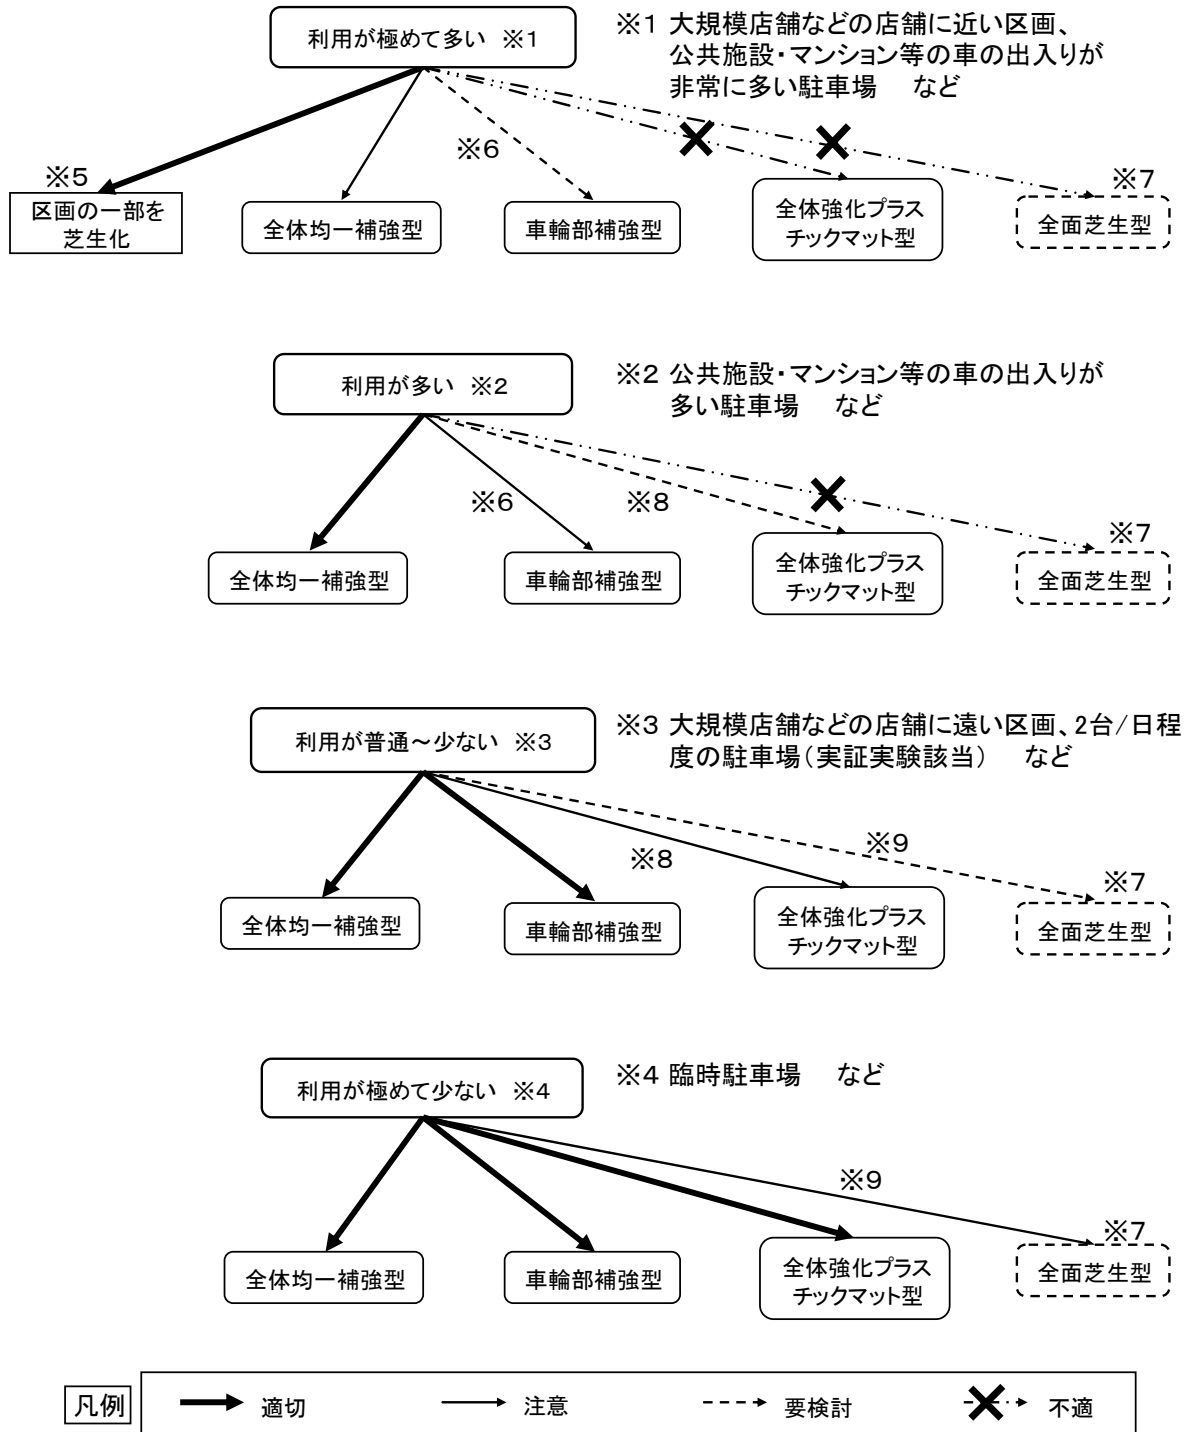 利用が極めて多い ※1
※1 大規模店舗などの店舗に近い区画、
公共施設・マンション等の車の出入りが
非常に多い駐車場 など
※6
※5
※7
区画の一部を
芝生化
全体均一補強型
車輪部補強型
全体強化プラス
チックマット型
全面芝生型
利用が多い ※2
※2 公共施設・マンション等の車の出入りが
多い駐車場 など
※6
※8
※7
全体均一補強型
車輪部補強型
全体強化プラス
チックマット型
全面芝生型
利用が普通～少ない ※3
※3 大規模店舗などの店舗に遠い区画、2台/日程
度の駐車場(実証実験該当) など
※8
※9
※7
全体均一補強型
車輪部補強型
全体強化プラス
チックマット型
全面芝生型
利用が極めて少ない ※4
※4 臨時駐車場 など
※9
※7
全体均一補強型
車輪部補強型
全体強化プラス
チックマット型
全面芝生型
凡例
適切
注意
要検討
不適